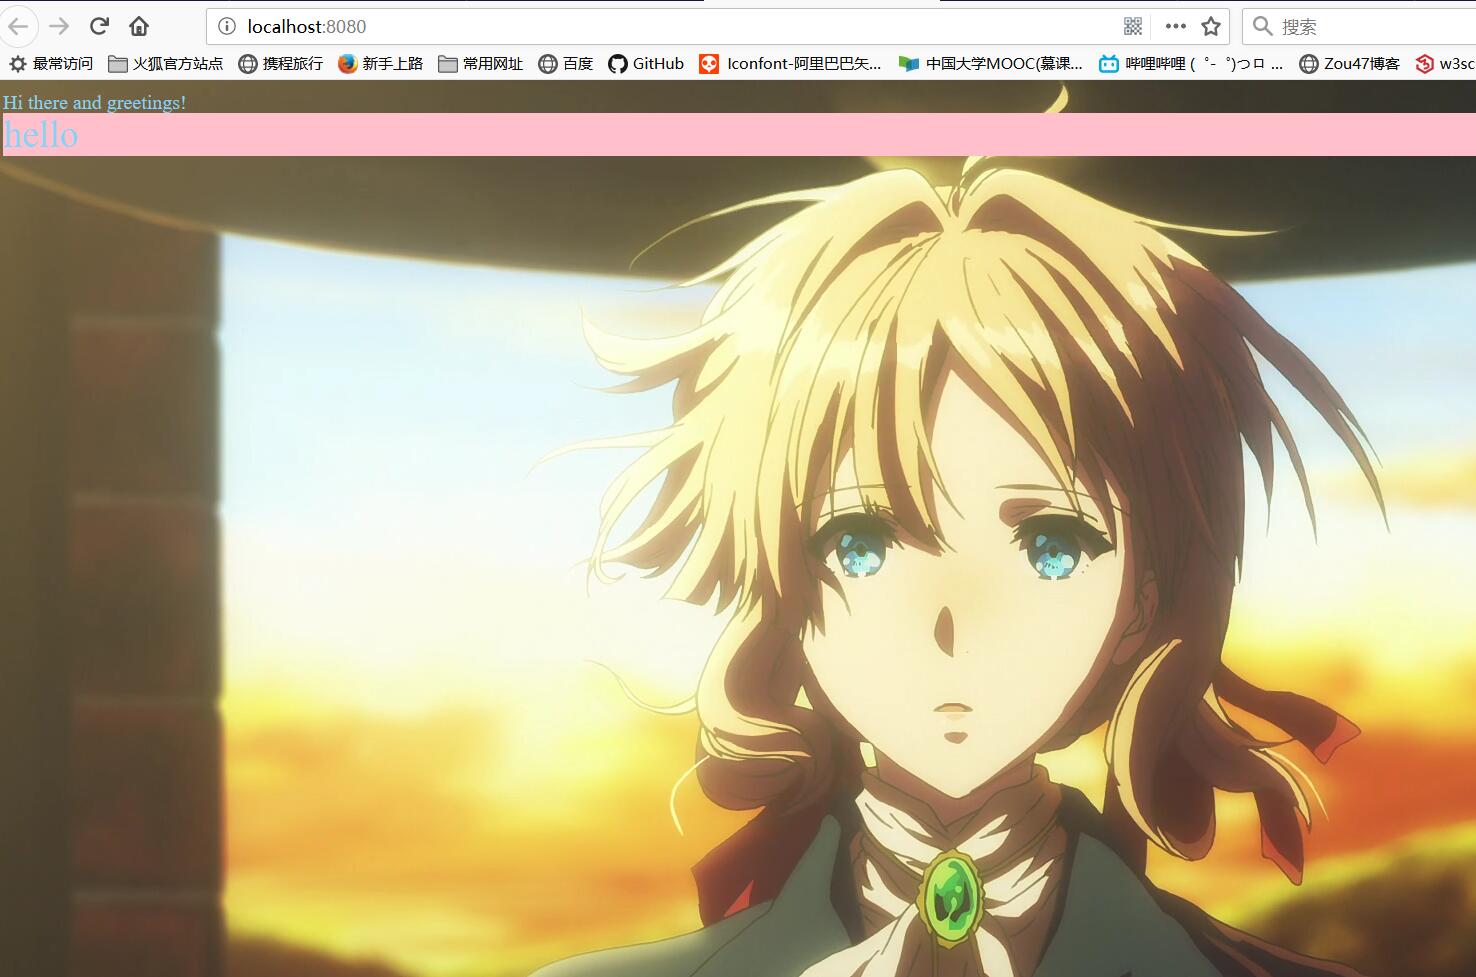 localhost:8080
搜索
最常访问 火狐官方站点 携程旅行 新手上路 常用网址 百度 GitHub Iconfont-阿里巴巴矢... 中国大学MOOC(慕课... 哔哩哔哩 ( ゜- ゜)つロ ... Zou47博客 w3sc
Hi there and greetings!
hello